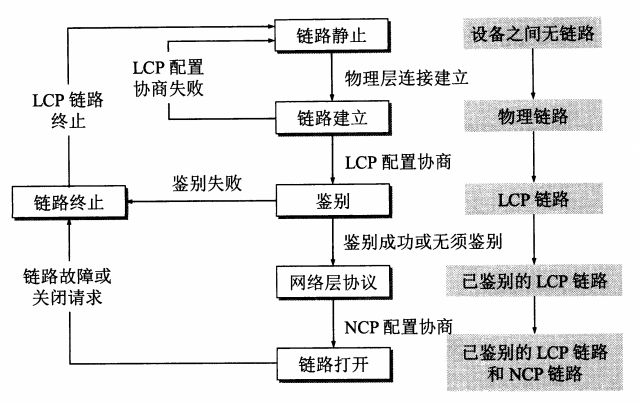 链路静止
设备之间无链路
LCP 配置
协商失败
物理层连接建立
LCP 链路
终止
链路建立
物理链路
LCP 配置协商
鉴别失败
链路终止
鉴别
LCP 链路
鉴别成功或无须鉴别
链路故障或
关闭请求
网络层协议
已鉴别的 LCP 链路
NCP 配置协商
链路打开
已鉴别的 LCP 链路
和 NCP 链路